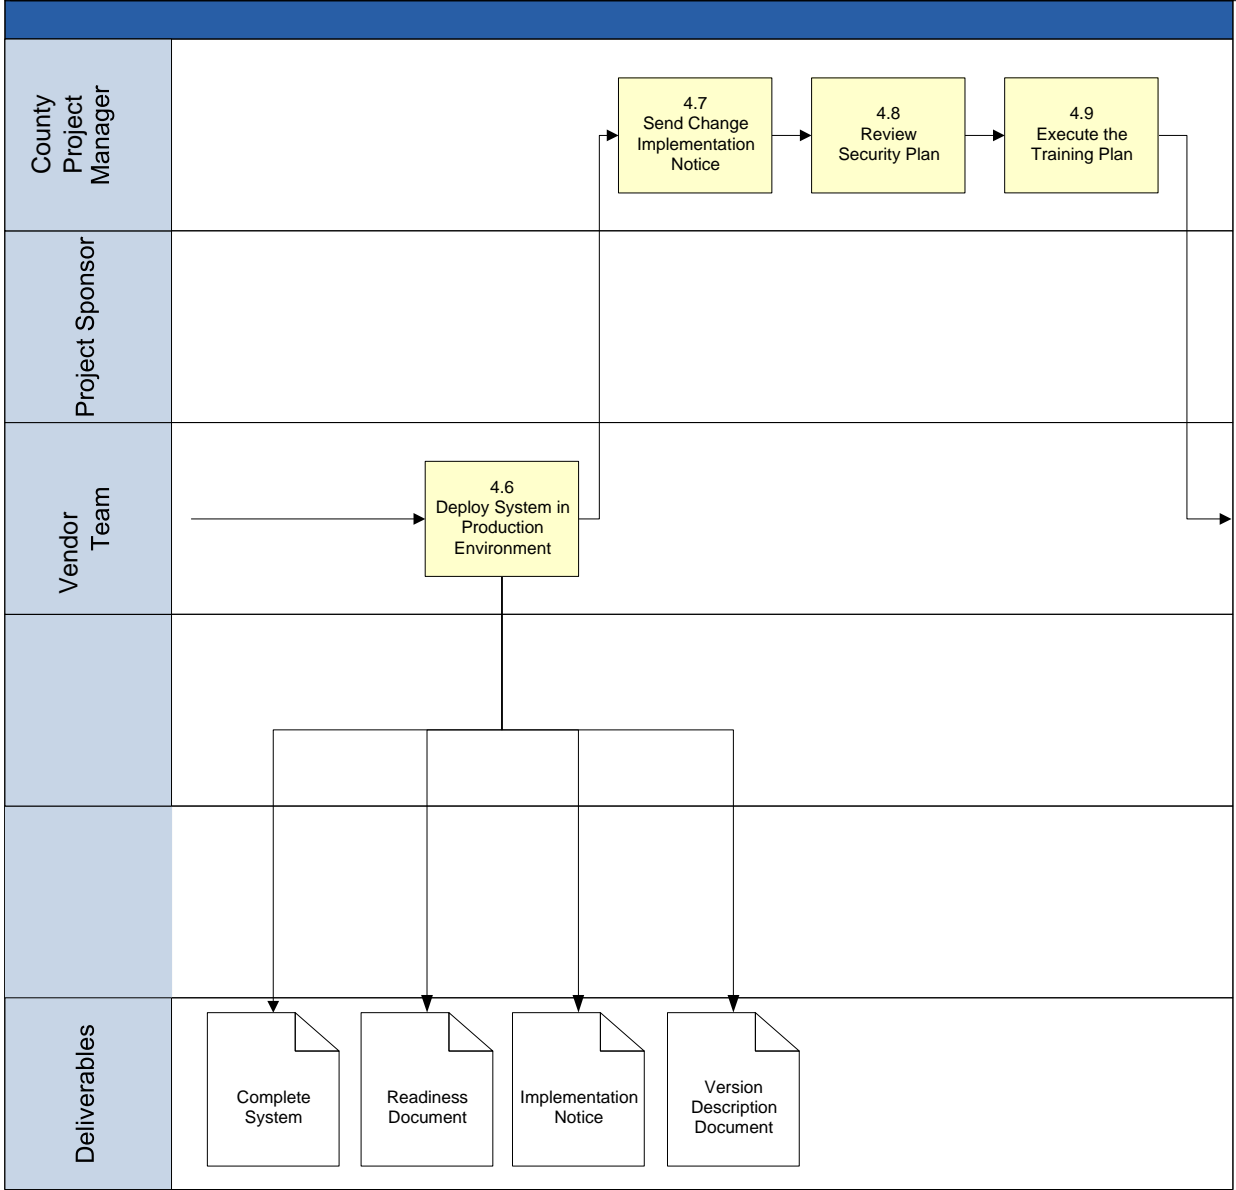 County
Project
Manager
4.7
Send Change
Implementation
Notice
4.8
Review
Security Plan
4.9
Execute the
Training Plan
Project Sponsor
Vendor
Team
4.6
Deploy System in
Production
Environment
Deliverables
Complete
System
Readiness
Document
Implementation
Notice
Version
Description
Document